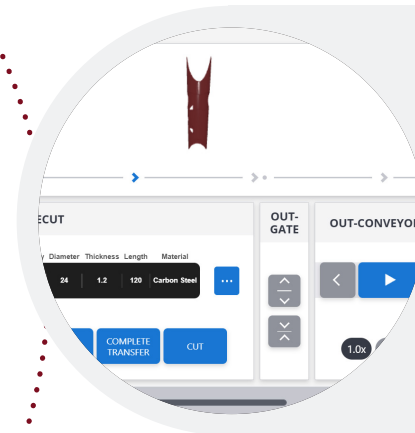 ECUT
OUT-
GATE
OUT-CONVEYO
Diameter Thickness Length Material
24 1.2 120 Carbon Steel
...
COMPLETE
TRANSFER
CUT
1.0x